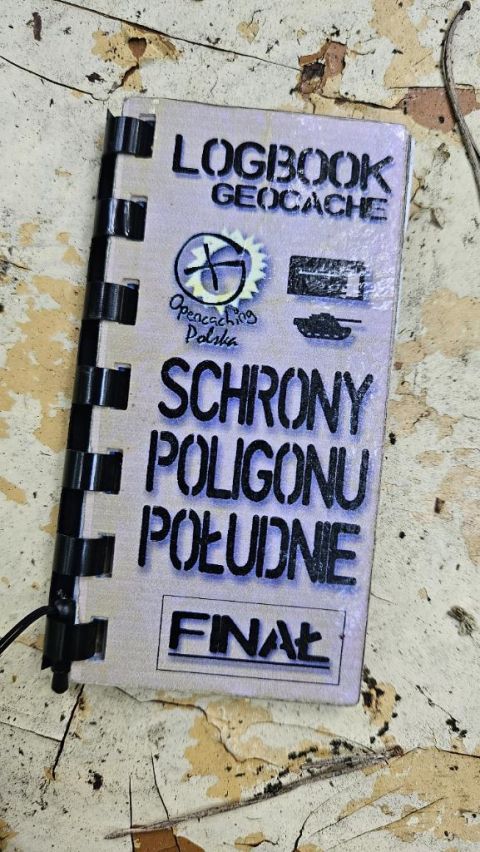 LOGBOOK
GEOCACHE
Opencaching
Polska
SCHRONY
POLIGONU
POŁUDNIE
FINAŁ